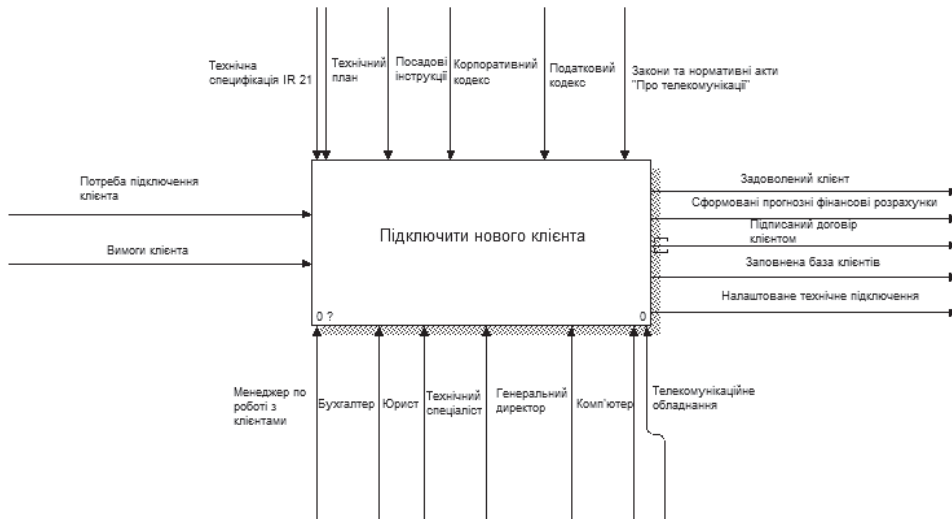 Технічна
специфікація IR 21
Технічний
план
Посадові
інструкції
Корпоративний
кодекс
Податковий
кодекс
Закони та нормативні акти
"Про телекомунікації"
Потреба підключення
клієнта
Вимоги клієнта
Підключити нового клієнта
0 ?
0
Задоволений клієнт
Сформовані прогнозні фінансові розрахунки
Підписаний договір
клієнтом
Заповнена база клієнтів
Налаштоване технічне підключення
Менеджер по
роботі з
клієнтами
Бухгалтер
Юрист
Технічний
спеціаліст
Генеральний
директор
Комп'ютер
Телекомунікаційне
обладнання